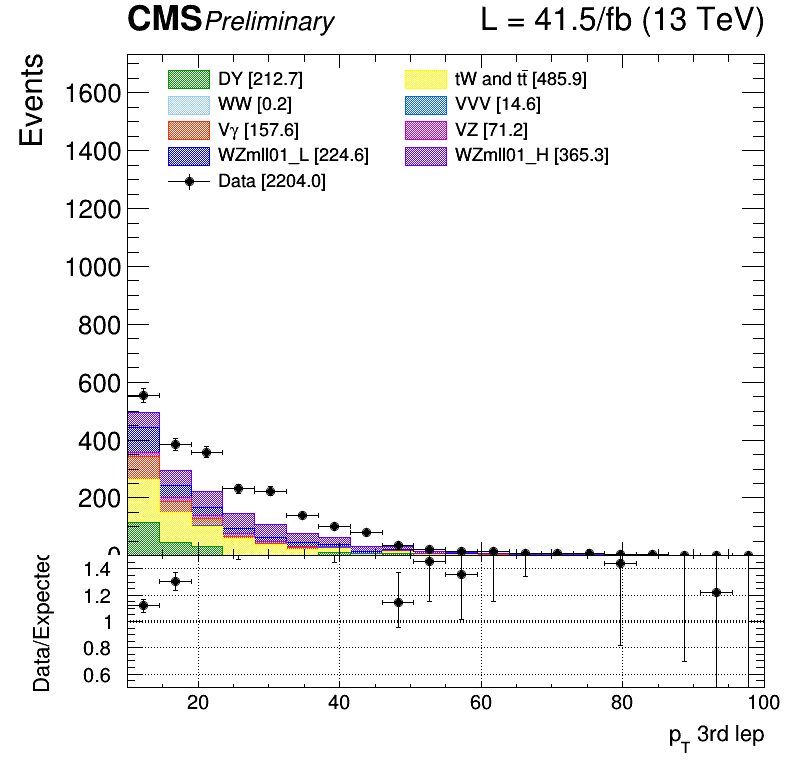 CMS Preliminary L = 41.5/fb (13 TeV)
Events
DY [212.7] tW and tt̄ [485.9]
WW [0.2] VVV [14.6]
Vγ [157.6] VZ [71.2]
WZmll01_L [224.6] WZmll01_H [365.3]
Data [2204.0]
1600
1400
1200
1000
800
600
400
200
0
Data/Expected
1.4
1.2
1
0.8
0.6
20 40 60 80 100
p_T 3rd lep